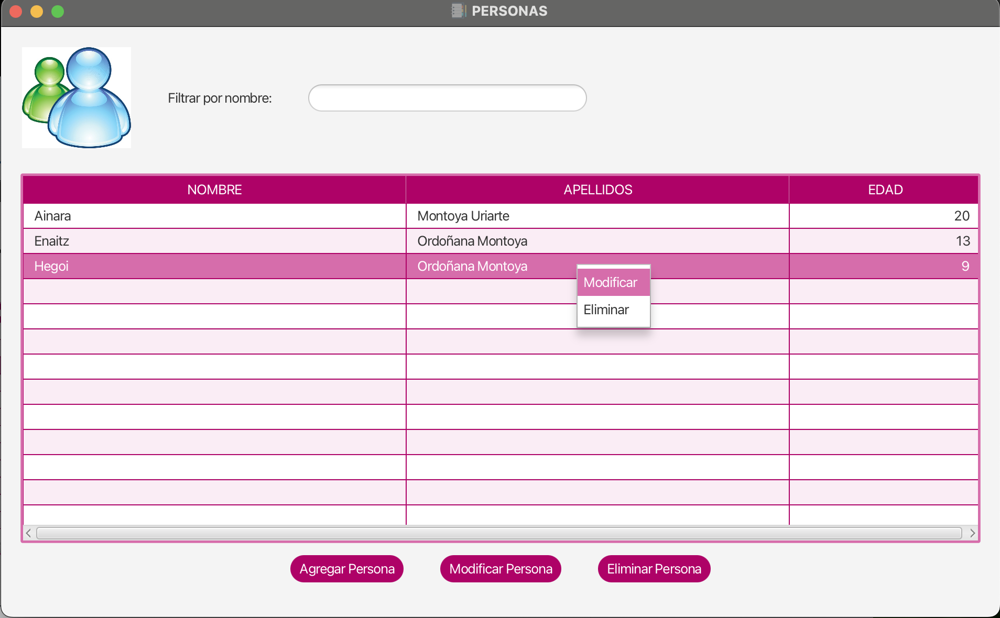 PERSONAS
Filtrar por nombre:
NOMBRE APELLIDOS EDAD
Ainara Montoya Uriarte 20
Enaitz Ordoñana Montoya 13
Hegoi Ordoñana Montoya 9
Modificar
Eliminar
Agregar Persona Modificar Persona Eliminar Persona